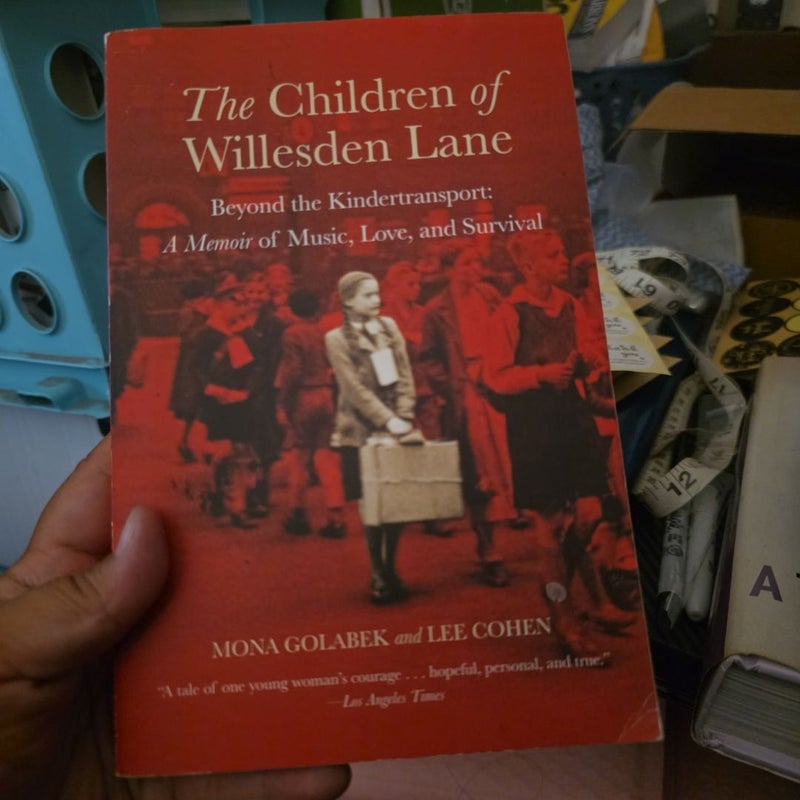 The Children of
Willesden Lane
Beyond the Kindertransport:
A Memoir of Music, Love, and Survival
MONA GOLABEK and LEE COHEN
"A tale of one young woman's courage . . . hopeful, personal, and true."
—Los Angeles Times
12
A